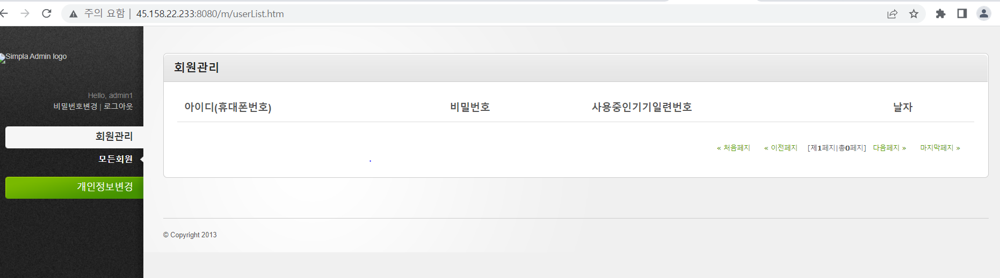 주의 요함 | 45.158.22.233:8080/m/userList.htm
Simpla Admin logo
Hello, admin1
비밀번호변경 | 로그아웃
회원관리
모든회원
개인정보변경
회원관리
아이디(휴대폰번호) 비밀번호 사용중인기기일련번호 날자
« 처음페지 « 이전페지 [제1페지|총0페지] 다음페지 » 마지막페지 »
© Copyright 2013